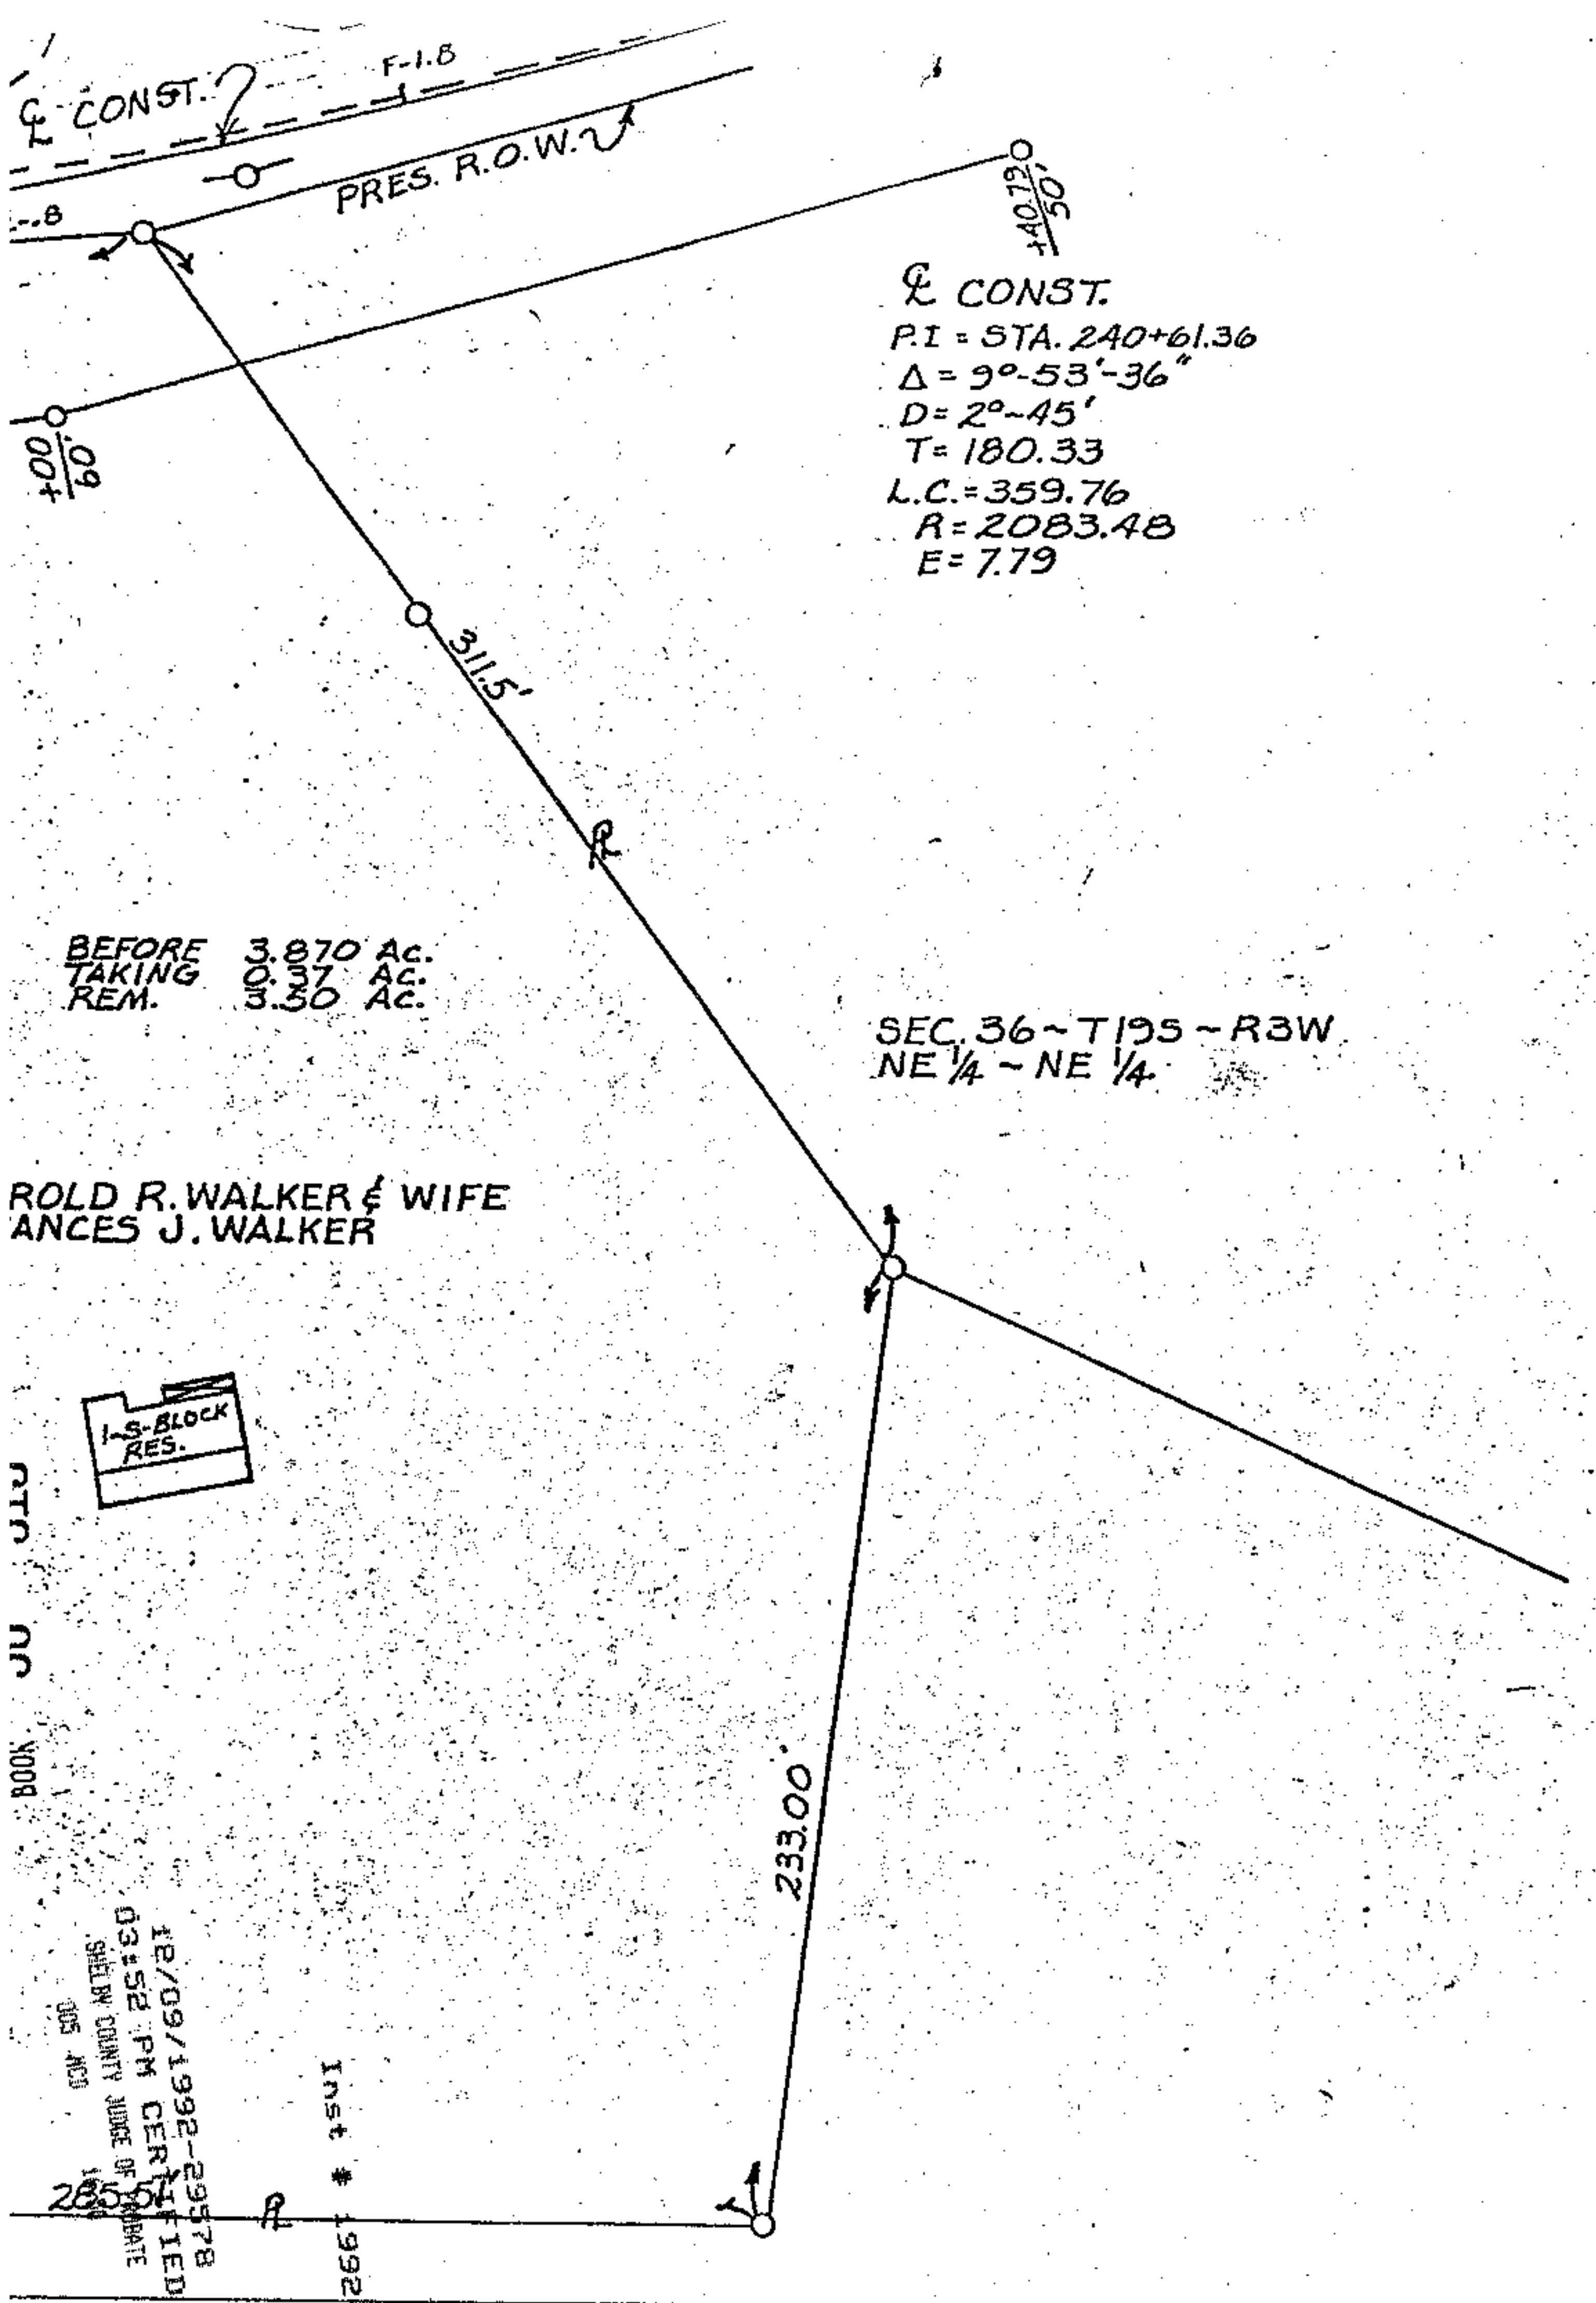 ℄ CONST.
F-1.8
PRES. R.O.W.
+40.79
50'
+00
60'
℄ CONST.
P.I = STA. 240+61.36
Δ = 9°-53'-36"
D = 2°~45'
T = 180.33
L.C. = 359.76
R = 2083.48
E = 7.79
311.5'
℄
BEFORE 3.870 Ac.
TAKING 0.37 Ac.
REM. 3.50 Ac.
SEC. 36 ~ T19S ~ R3W
NE 1/4 ~ NE 1/4
ROLD R. WALKER & WIFE
ANCES J. WALKER
1-S-BLOCK
RES.
BOOK
233.00'
Inst # 1992
12/09/1992-29578
03:52 PM CERTIFIED
SHELBY COUNTY JUDGE OF PROBATE
005 MCD